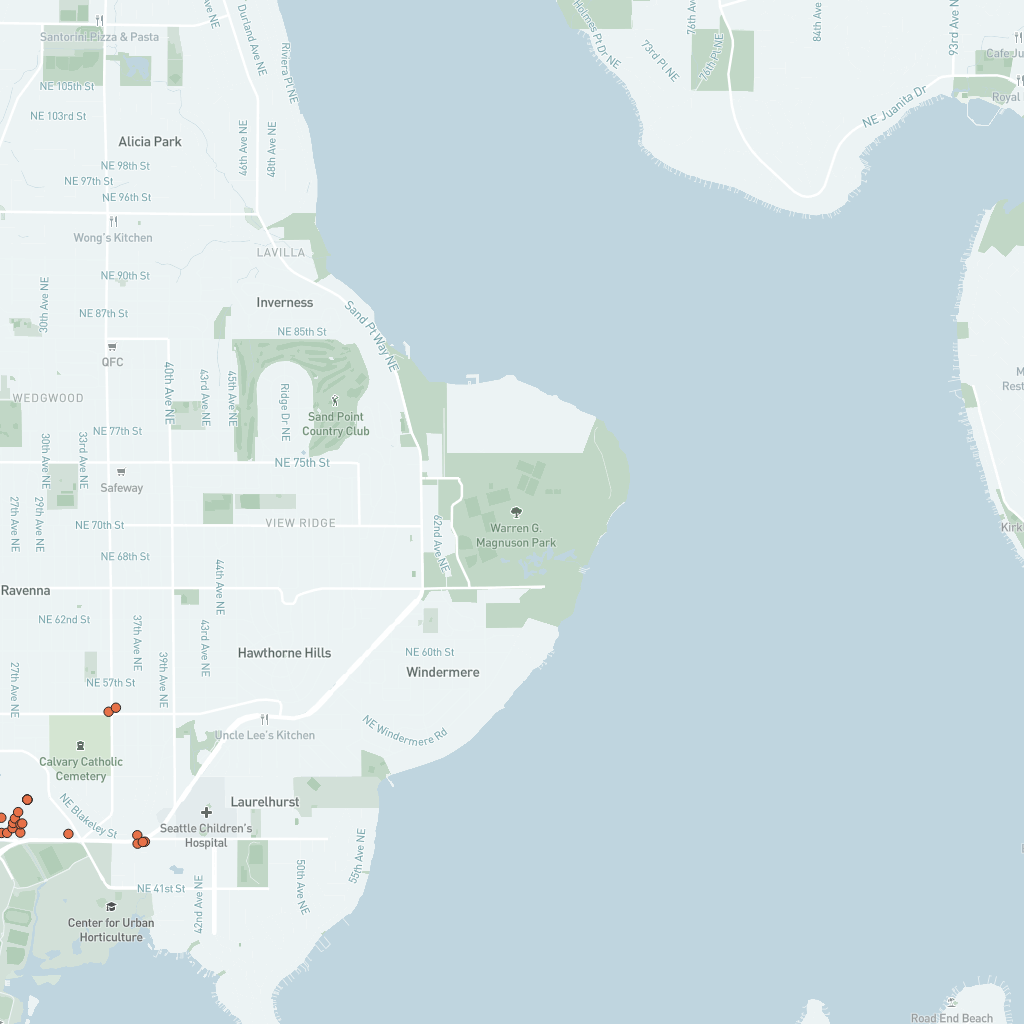 Durland Ave NE
Holmes Pt Dr NE
84th Ave
93rd Ave N
Santorini Pizza & Pasta
Riviera Pl NE
73rd Pl NE
76th Pl NE
NE 105th St
NE 103rd St
NE Juanita Dr
Alicia Park
46th Ave NE
48th Ave NE
NE 98th St
NE 97th St
NE 96th St
Wong's Kitchen
LAVILLA
NE 90th St
30th Ave NE
Inverness
NE 87th St
Sand Pt Way NE
NE 85th St
QFC
40th Ave NE
43rd Ave NE
45th Ave NE
Ridge Dr NE
WEDGWOOD
Sand Point
Country Club
NE 77th St
30th Ave NE
33rd Ave NE
NE 75th St
Safeway
27th Ave NE
29th Ave NE
NE 70th St
VIEW RIDGE
62nd Ave NE
Warren G.
Magnuson Park
NE 68th St
44th Ave NE
Ravenna
NE 62nd St
37th Ave NE
43rd Ave NE
39th Ave NE
Hawthorne Hills
NE 60th St
Windermere
27th Ave NE
NE 57th St
NE Windermere Rd
Uncle Lee's Kitchen
Calvary Catholic
Cemetery
NE Blakeley St
Laurelhurst
Seattle Children's
Hospital
55th Ave NE
50th Ave NE
NE 41st St
42nd Ave NE
Center for Urban
Horticulture
Road End Beach